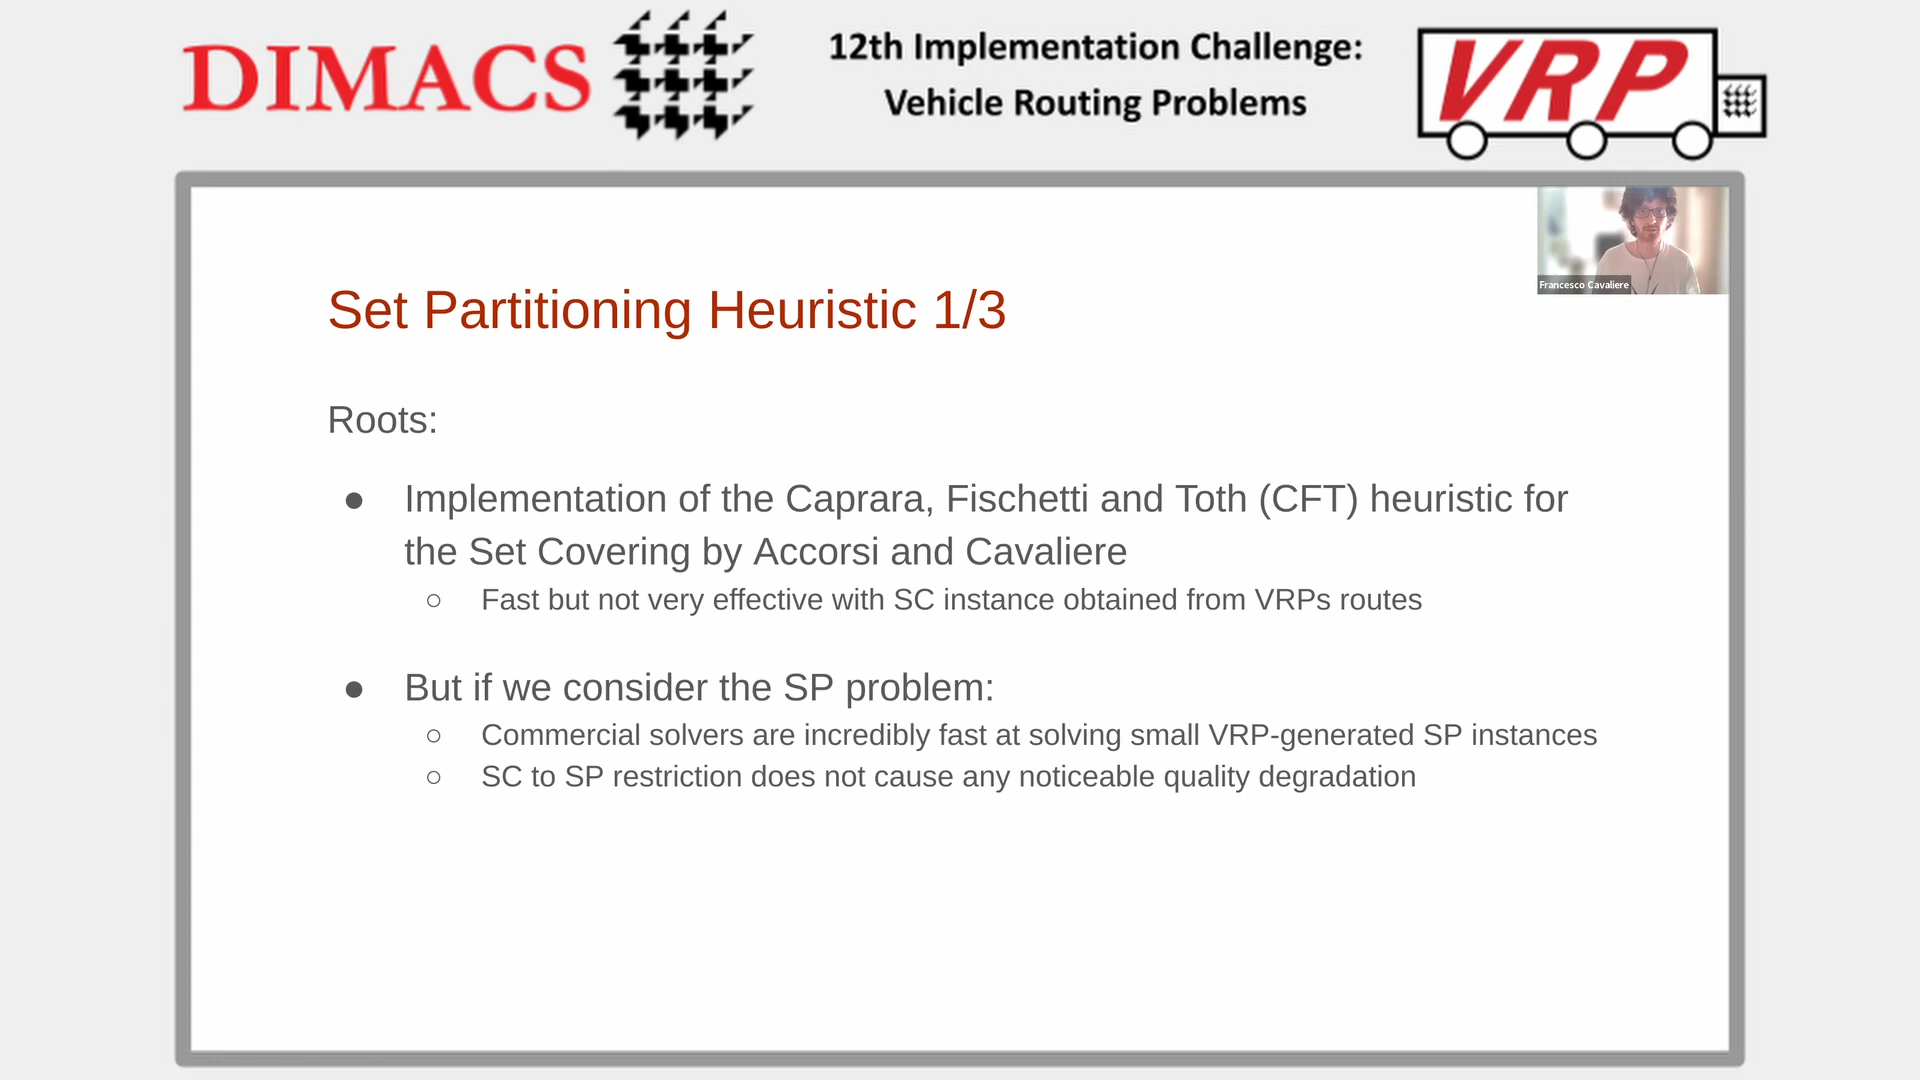 DIMACS
12th Implementation Challenge:
Vehicle Routing Problems
VRP
Francesco Cavaliere
Set Partitioning Heuristic 1/3
Roots:
● Implementation of the Caprara, Fischetti and Toth (CFT) heuristic for
the Set Covering by Accorsi and Cavaliere
○ Fast but not very effective with SC instance obtained from VRPs routes
● But if we consider the SP problem:
○ Commercial solvers are incredibly fast at solving small VRP-generated SP instances
○ SC to SP restriction does not cause any noticeable quality degradation